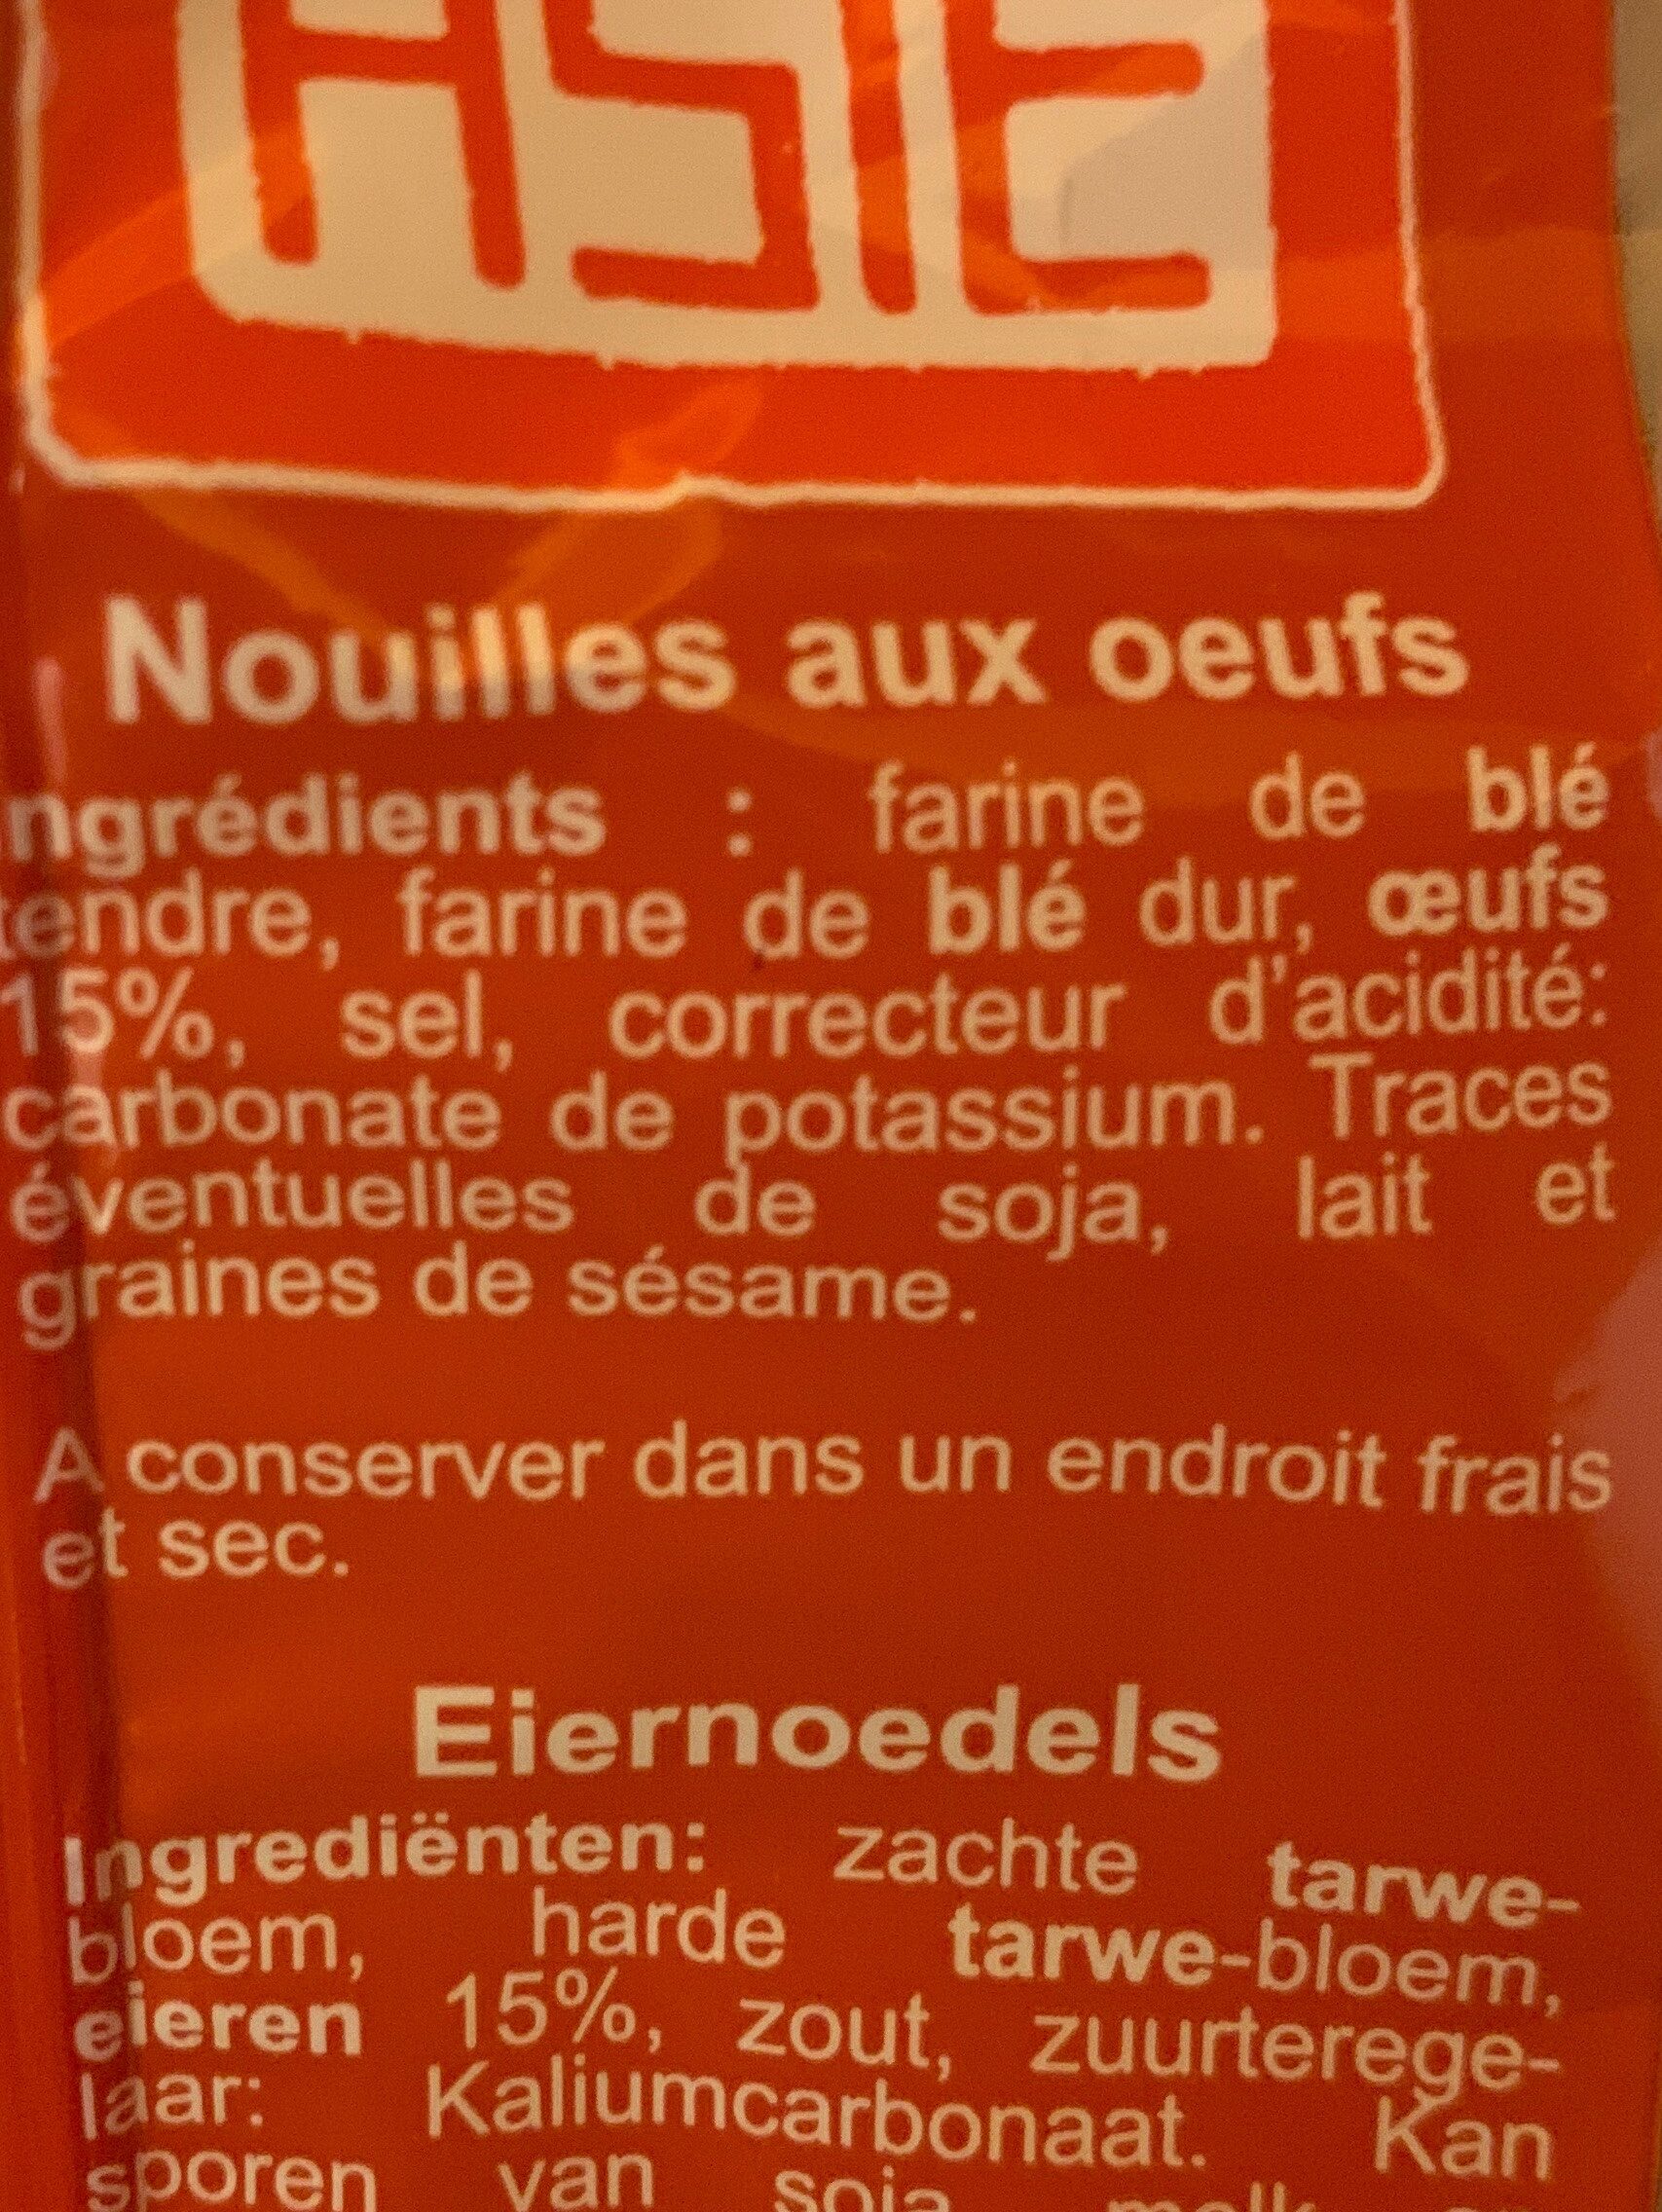 ASIE
Nouilles aux oeufs
ngrédients : farine de blé
tendre, farine de blé dur, œufs
15%, sel, correcteur d'acidité:
carbonate de potassium. Traces
éventuelles de soja, lait et
graines de sésame.
A conserver dans un endroit frais
et sec.
Eiernoedels
Ingrediënten: zachte tarwe-
bloem, harde tarwe-bloem,
eieren 15%, zout, zuurterege-
laar: Kaliumcarbonaat. Kan
sporen van soja, melk